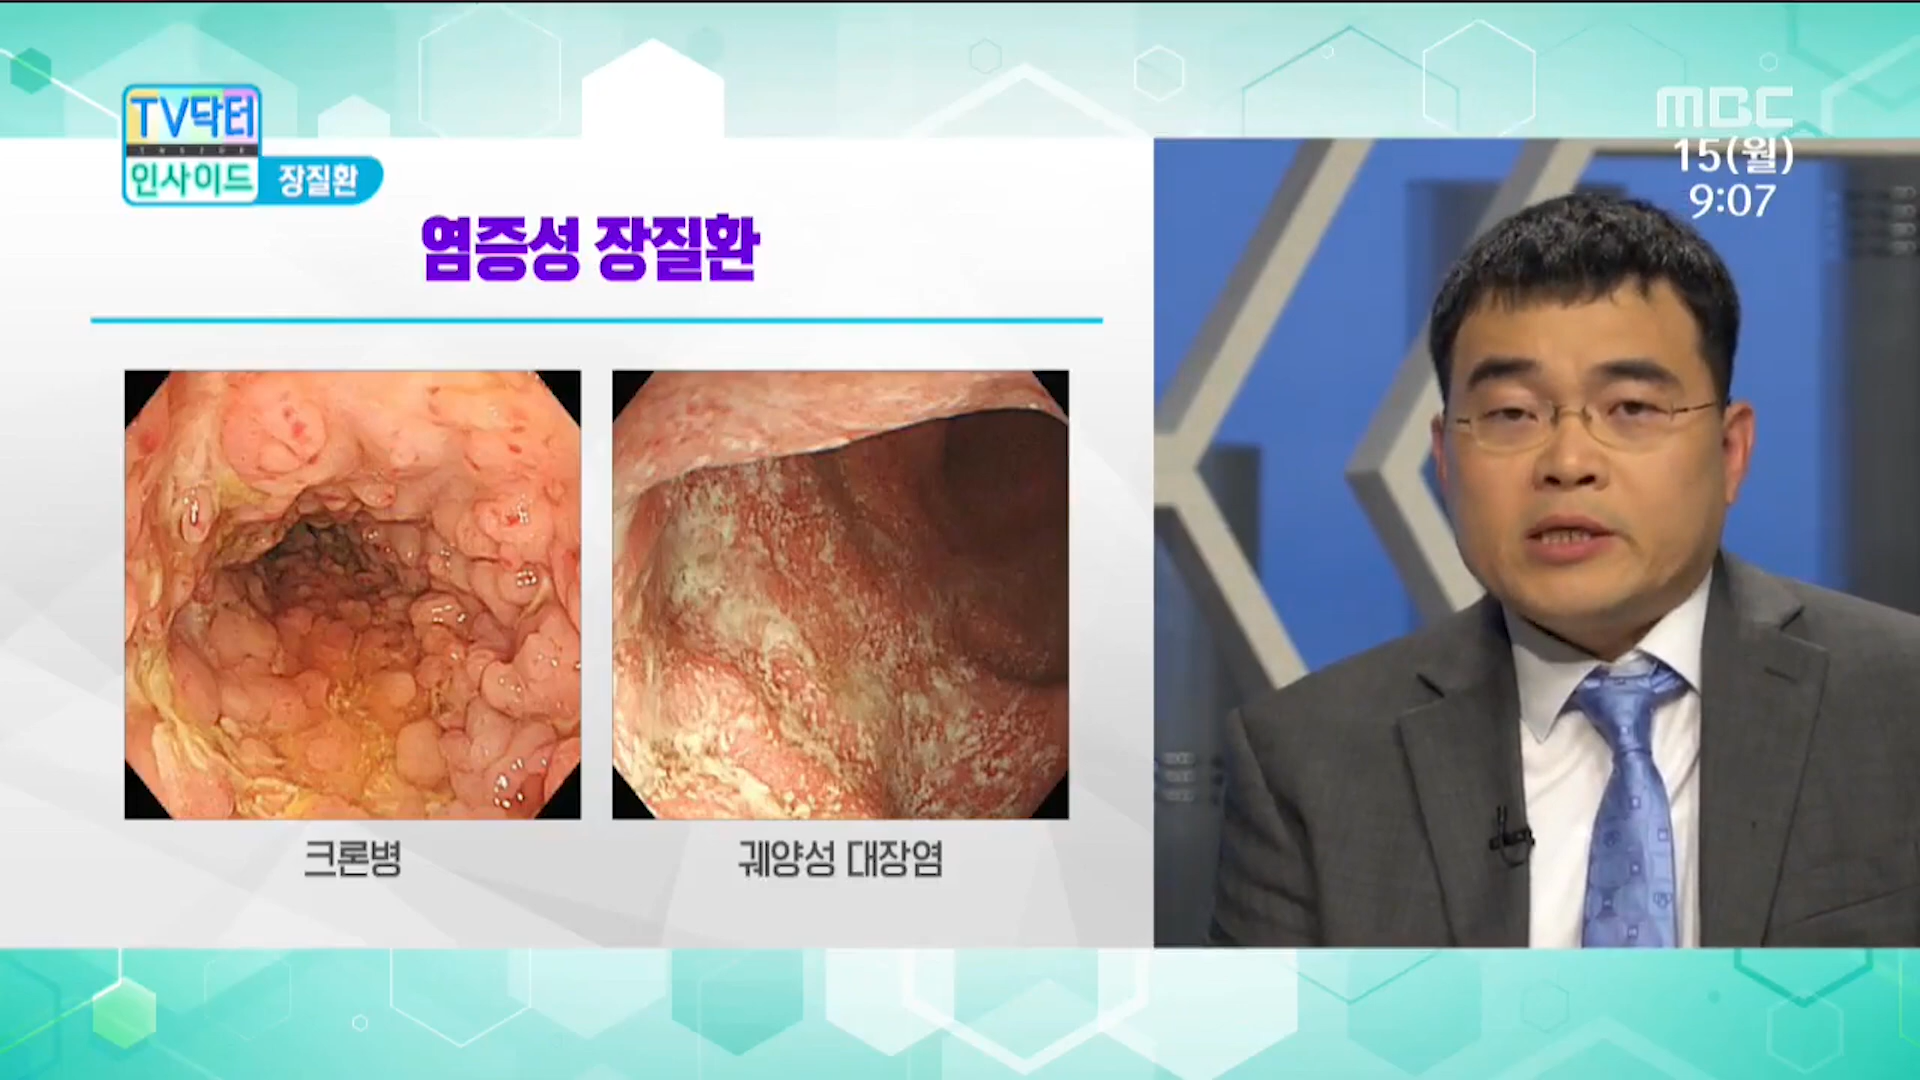 TV닥터
INSIDE
인사이드
장질환
MBC
15(월)
9:07
염증성 장질환
크론병
궤양성 대장염